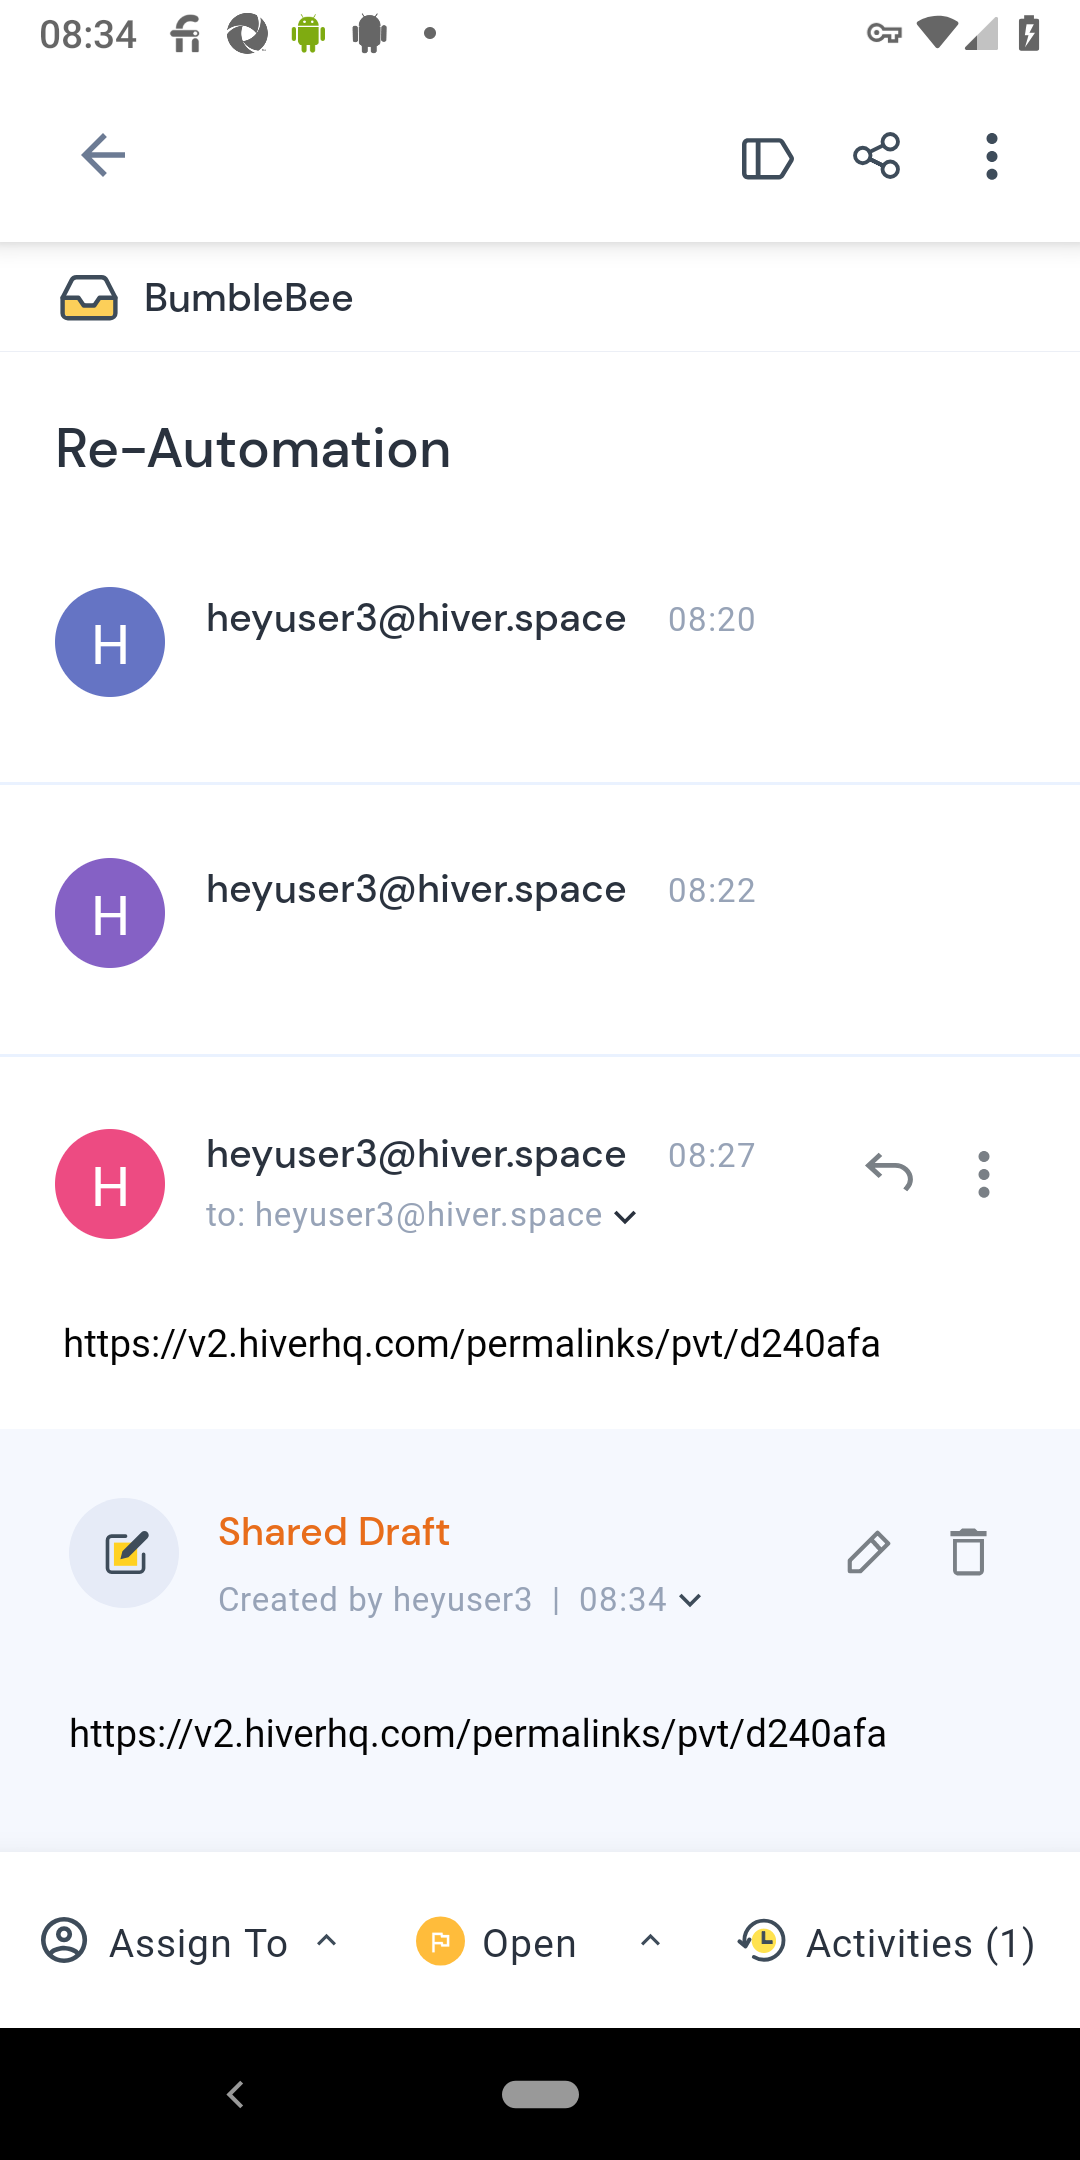 08:34
BumbleBee
Re-Automation
H
heyuser3@hiver.space 08:20
H
heyuser3@hiver.space 08:22
H
heyuser3@hiver.space 08:27
to: heyuser3@hiver.space
https://v2.hiverhq.com/permalinks/pvt/d240afa
Shared Draft
Created by heyuser3 | 08:34
https://v2.hiverhq.com/permalinks/pvt/d240afa
Assign To Open Activities (1)